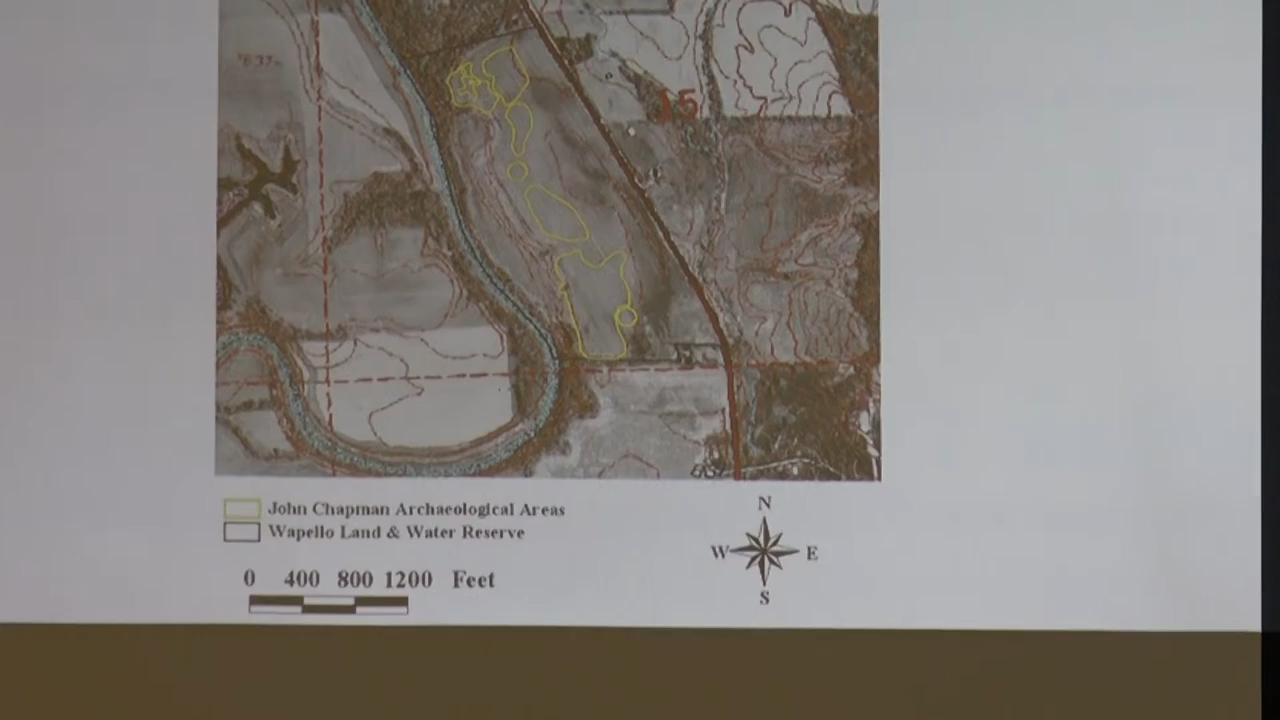 15
John Chapman Archaeological Areas
Wapello Land & Water Reserve
N
W E
S
0 400 800 1200 Feet